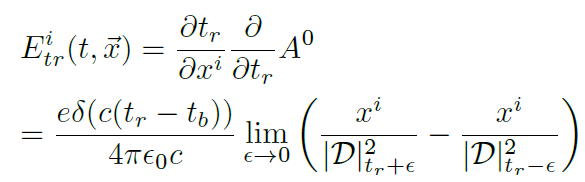 E^i_{tr}(t, \vec{x}) = \frac{\partial t_r}{\partial x^i} \frac{\partial}{\partial t_r} A^0
= \frac{e\delta(c(t_r - t_b))}{4\pi\epsilon_0 c} \lim_{\epsilon \to 0} \left( \frac{x^i}{|\mathcal{D}|^2_{t_r+\epsilon}} - \frac{x^i}{|\mathcal{D}|^2_{t_r-\epsilon}} \right)